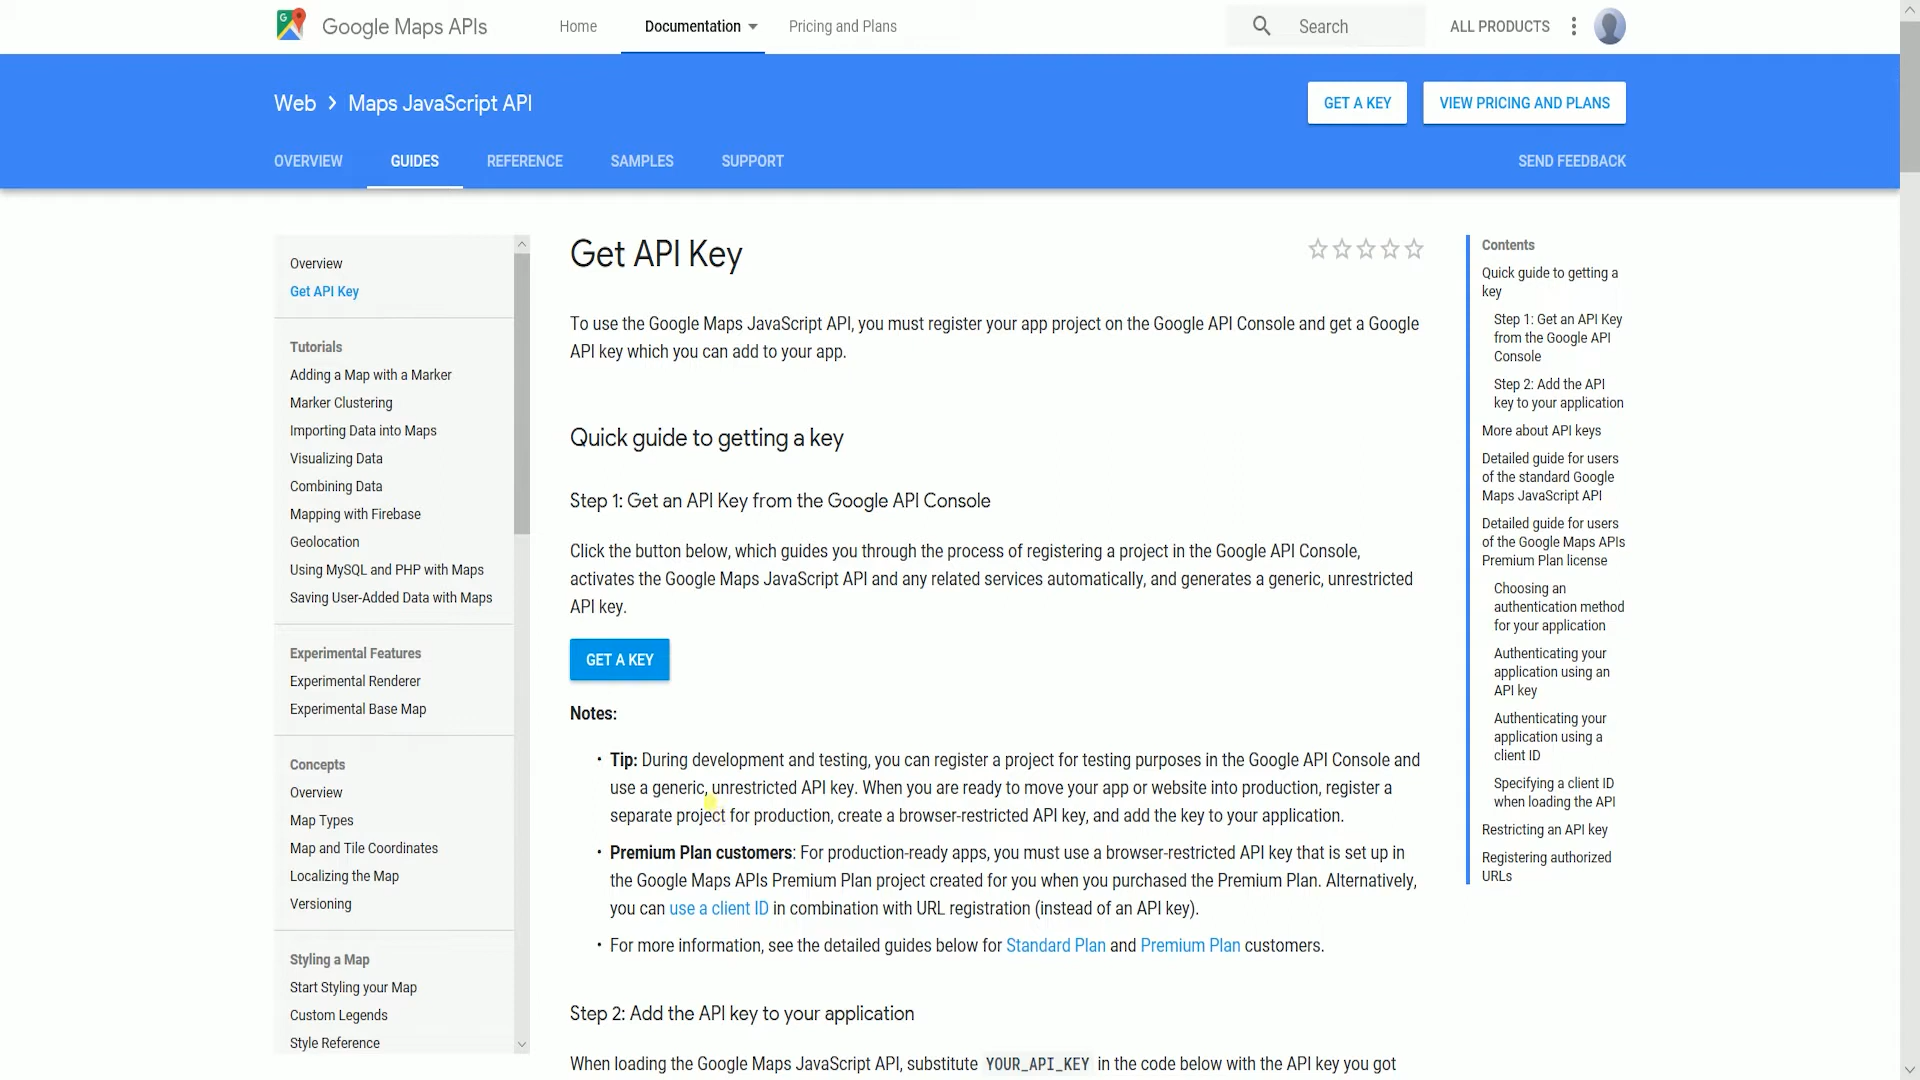 Google Maps APIs
Home
Documentation
Pricing and Plans
Search
ALL PRODUCTS
Web
Maps JavaScript API
GET A KEY
VIEW PRICING AND PLANS
OVERVIEW
GUIDES
REFERENCE
SAMPLES
SUPPORT
SEND FEEDBACK
Overview
Get API Key
Tutorials
Adding a Map with a Marker
Marker Clustering
Importing Data into Maps
Visualizing Data
Combining Data
Mapping with Firebase
Geolocation
Using MySQL and PHP with Maps
Saving User-Added Data with Maps
Experimental Features
Experimental Renderer
Experimental Base Map
Concepts
Overview
Map Types
Map and Tile Coordinates
Localizing the Map
Versioning
Styling a Map
Start Styling your Map
Custom Legends
Style Reference
Get API Key
To use the Google Maps JavaScript API, you must register your app project on the Google API Console and get a Google
API key which you can add to your app.
Quick guide to getting a key
Step 1: Get an API Key from the Google API Console
Click the button below, which guides you through the process of registering a project in the Google API Console,
activates the Google Maps JavaScript API and any related services automatically, and generates a generic, unrestricted
API key.
GET A KEY
Notes:
• Tip: During development and testing, you can register a project for testing purposes in the Google API Console and
use a generic, unrestricted API key. When you are ready to move your app or website into production, register a
separate project for production, create a browser-restricted API key, and add the key to your application.
• Premium Plan customers: For production-ready apps, you must use a browser-restricted API key that is set up in
the Google Maps APIs Premium Plan project created for you when you purchased the Premium Plan. Alternatively,
you can use a client ID in combination with URL registration (instead of an API key).
• For more information, see the detailed guides below for Standard Plan and Premium Plan customers.
Step 2: Add the API key to your application
When loading the Google Maps JavaScript API, substitute YOUR_API_KEY in the code below with the API key you got
Contents
Quick guide to getting a
key
Step 1: Get an API Key
from the Google API
Console
Step 2: Add the API
key to your application
More about API keys
Detailed guide for users
of the standard Google
Maps JavaScript API
Detailed guide for users
of the Google Maps APIs
Premium Plan license
Choosing an
authentication method
for your application
Authenticating your
application using an
API key
Authenticating your
application using a
client ID
Specifying a client ID
when loading the API
Restricting an API key
Registering authorized
URLs